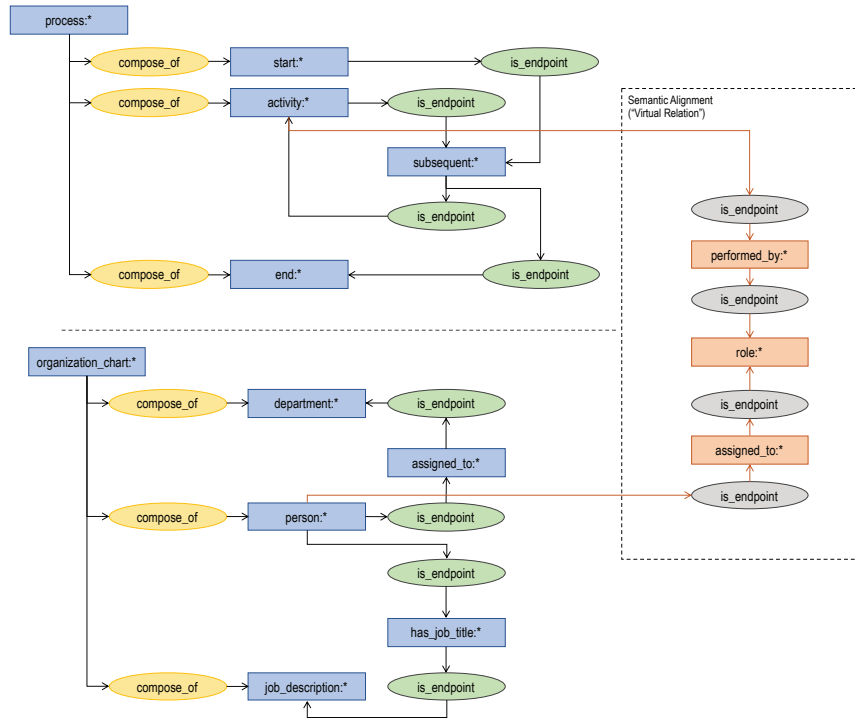 process:*
compose_of
start:*
is_endpoint
compose_of
activity:*
is_endpoint
Semantic Alignment
("Virtual Relation")
subsequent:*
is_endpoint
is_endpoint
performed_by:*
compose_of
end:*
is_endpoint
is_endpoint
organization_chart:*
role:*
compose_of
department:*
is_endpoint
is_endpoint
assigned_to:*
assigned_to:*
is_endpoint
compose_of
person:*
is_endpoint
is_endpoint
has_job_title:*
compose_of
job_description:*
is_endpoint